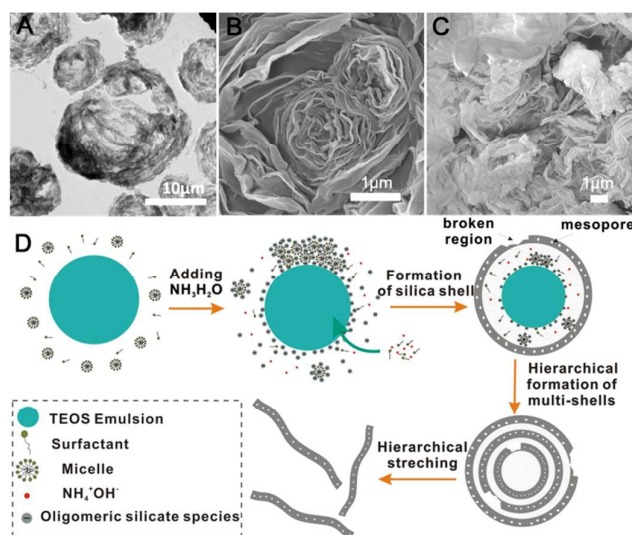 A
B
C
10μm
1μm
1μm
D
broken
region
mesopore
Adding
NH₃H₂O
Formation
of silica shell
Hierarchical
formation of
multi-shells
TEOS Emulsion
Surfactant
Micelle
NH₄⁺OH⁻
Oligomeric silicate species
Hierarchical
streching